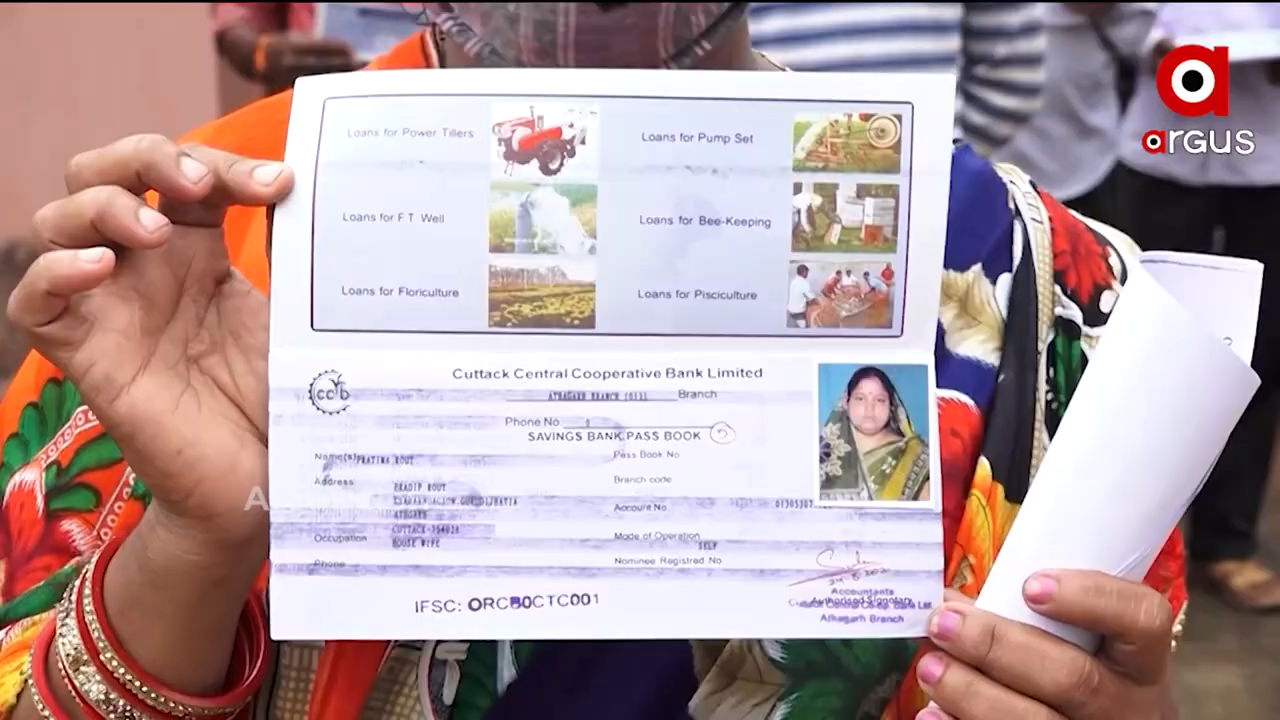 argus
Loans for Power Tillers
Loans for Pump Set
Loans for F T Well
Loans for Bee-Keeping
Loans for Floriculture
Loans for Pisciculture
ccb
Cuttack Central Cooperative Bank Limited
ATHAGARH BRANCH Branch
Phone No 0
SAVINGS BANK PASS BOOK 5
Name(s) PRATIMA ROUT
Pass Book No
Address PRADIP ROUT
Branch code
Account No
ATHGARH
CUTTACK
Occupation HOUSE WIFE
Mode of Operation SELF
Phone
Nominee Registred No
IFSC: ORCB0CTC001
Accountants
Authorised Signatory
Athagarh Branch